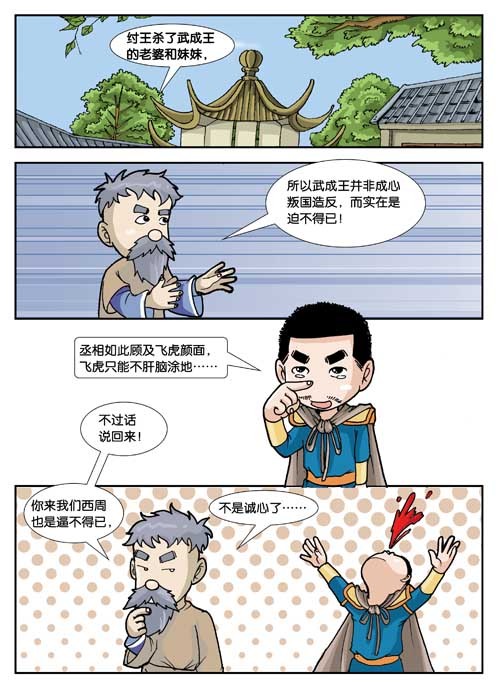 纣王杀了武成王
的老婆和妹妹，
所以武成王并非成心
叛国造反，而实在是
迫不得已！
丞相如此顾及飞虎颜面，
飞虎只能不肝脑涂地……
不过话
说回来！
你来我们西周
也是逼不得已，
不是诚心了……